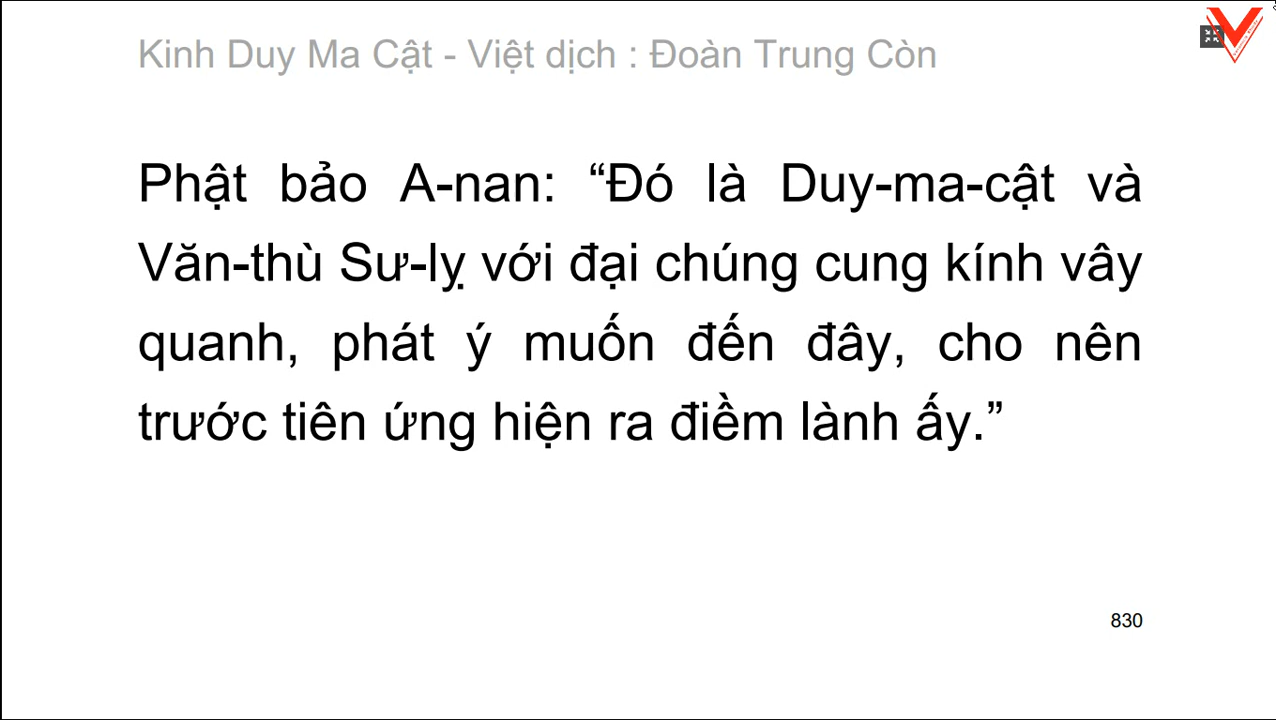 Kinh Duy Ma Cật - Việt dịch : Đoàn Trung Còn
Phật bảo A-nan: “Đó là Duy-ma-cật và
Văn-thù Sư-lỵ với đại chúng cung kính vây
quanh, phát ý muốn đến đây, cho nên
trước tiên ứng hiện ra điềm lành ấy.”
830